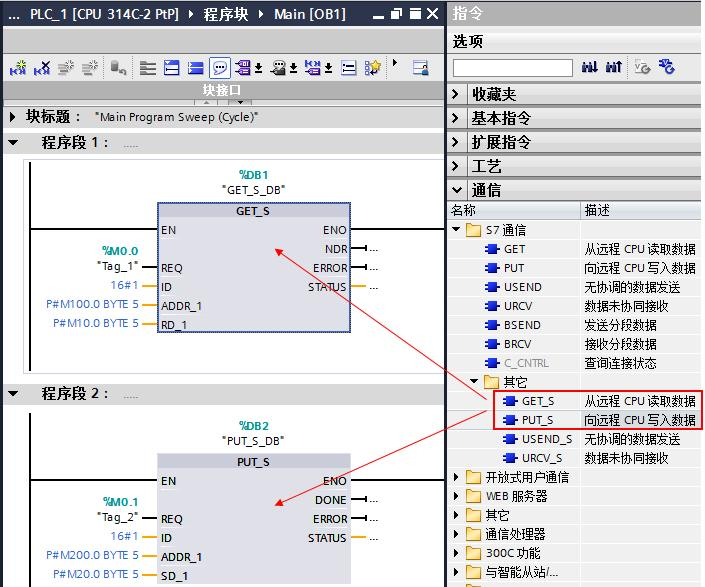 ... PLC_1 [CPU 314C-2 PtP] 程序块 Main [OB1]
块接口
块标题： "Main Program Sweep (Cycle)"
程序段 1： .....
%DB1
"GET_S_DB"
GET_S
EN ENO
NDR ...
%M0.0
"Tag_1" REQ ERROR ...
16#1 ID STATUS ...
P#M100.0 BYTE 5 ADDR_1
P#M10.0 BYTE 5 RD_1
程序段 2： .....
%DB2
"PUT_S_DB"
PUT_S
EN ENO
DONE ...
%M0.1
"Tag_2" REQ ERROR ...
16#1 ID STATUS ...
P#M200.0 BYTE 5 ADDR_1
P#M20.0 BYTE 5 SD_1
指令
选项
收藏夹
基本指令
扩展指令
工艺
通信
名称 描述
S7 通信
GET 从远程 CPU 读取数据
PUT 向远程 CPU 写入数据
USEND 无协调的数据发送
URCV 数据未协同接收
BSEND 发送分段数据
BRCV 接收分段数据
C_CNTRL 查询连接状态
其它
GET_S 从远程 CPU 读取数据
PUT_S 向远程 CPU 写入数据
USEND_S 无协调的数据发送
URCV_S 数据未协同接收
开放式用户通信
WEB 服务器
其它
通信处理器
300C 功能
与智能从站/...